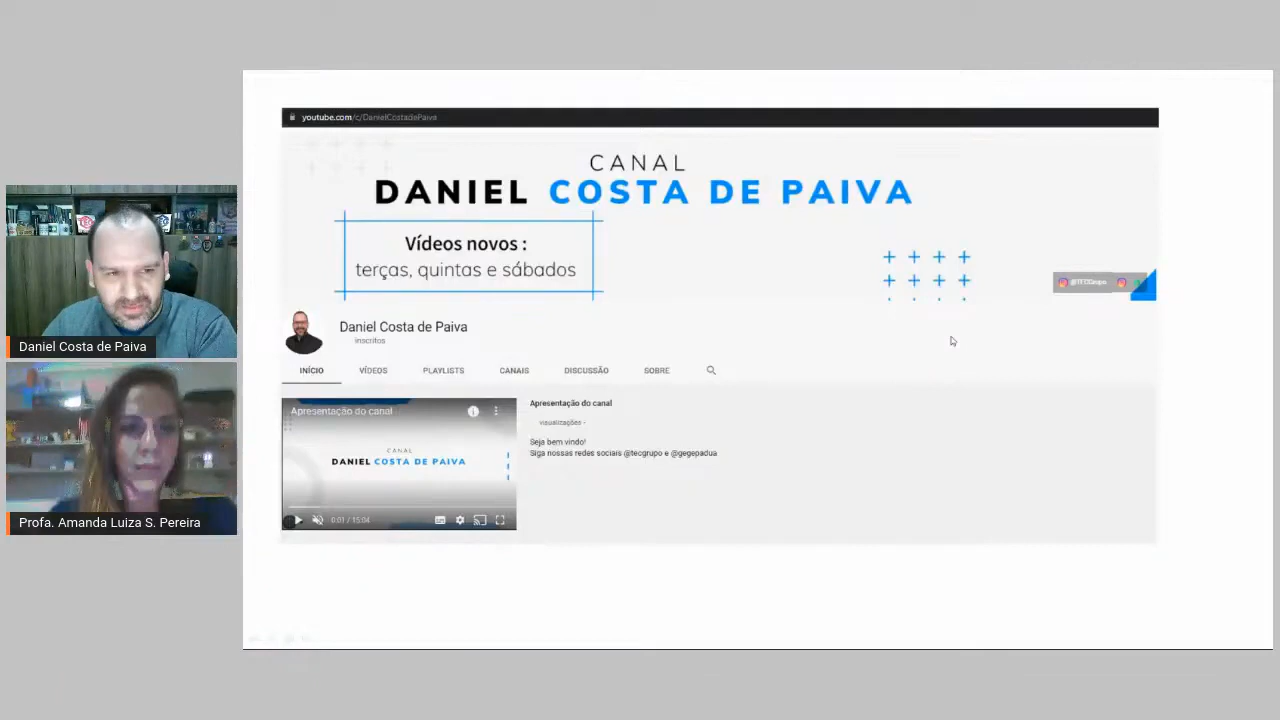 youtube.com/c/DanielCostadePaiva
CANAL
DANIEL COSTA DE PAIVA
Vídeos novos :
terças, quintas e sábados
@TECGrupo
Daniel Costa de Paiva
inscritos
INÍCIO VÍDEOS PLAYLISTS CANAIS DISCUSSÃO SOBRE
Apresentação do canal
CANAL
DANIEL COSTA DE PAIVA
0:01 / 15:04
Apresentação do canal
visualizações -
Seja bem vindo!
Siga nossas redes sociais @tecgrupo e @gegepadua
Daniel Costa de Paiva
Profa. Amanda Luiza S. Pereira